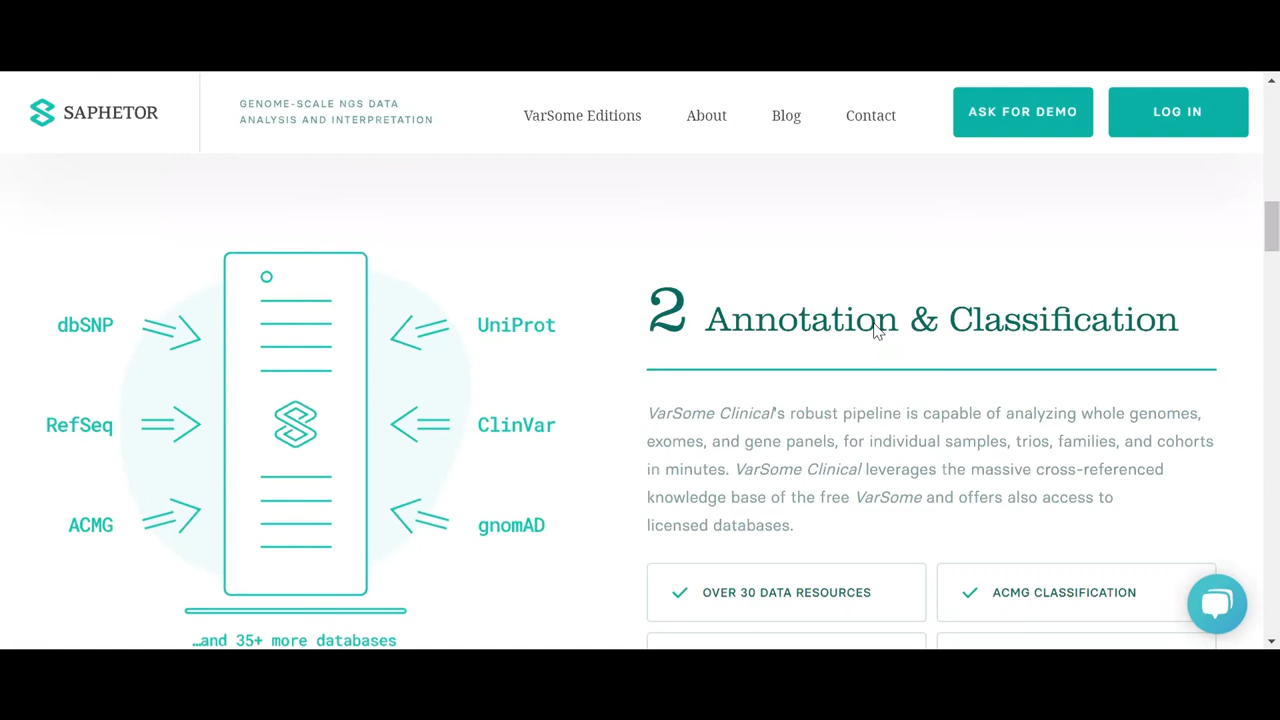 SAPHETOR
GENOME-SCALE NGS DATA
ANALYSIS AND INTERPRETATION
VarSome Editions
About
Blog
Contact
ASK FOR DEMO
LOG IN
dbSNP
UniProt
RefSeq
ClinVar
ACMG
gnomAD
…and 35+ more databases
2 Annotation & Classification
VarSome Clinical's robust pipeline is capable of analyzing whole genomes,
exomes, and gene panels, for individual samples, trios, families, and cohorts
in minutes. VarSome Clinical leverages the massive cross-referenced
knowledge base of the free VarSome and offers also access to
licensed databases.
OVER 30 DATA RESOURCES
ACMG CLASSIFICATION